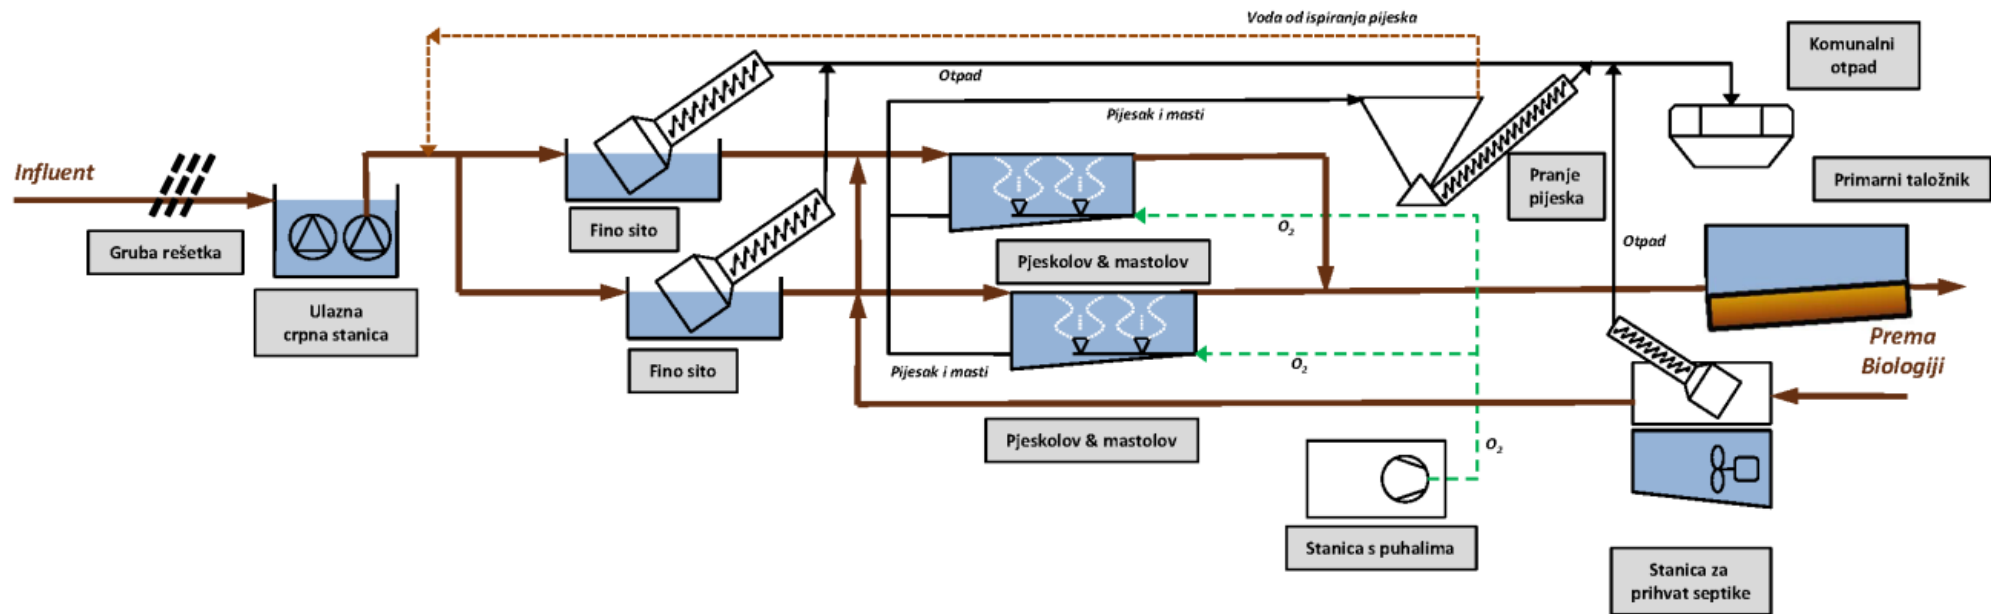 Voda od ispiranja pijeska
Komunalni
otpad
Otpad
Pijesak i masti
Influent
Pranje
pijeska
Primarni taložnik
Fino sito
O2
Otpad
Gruba rešetka
Pjeskolov & mastolov
Ulazna
crpna stanica
Prema
Biologiji
Fino sito
Pijesak i masti
O2
Pjeskolov & mastolov
O2
Stanica s puhalima
Stanica za
prihvat septike